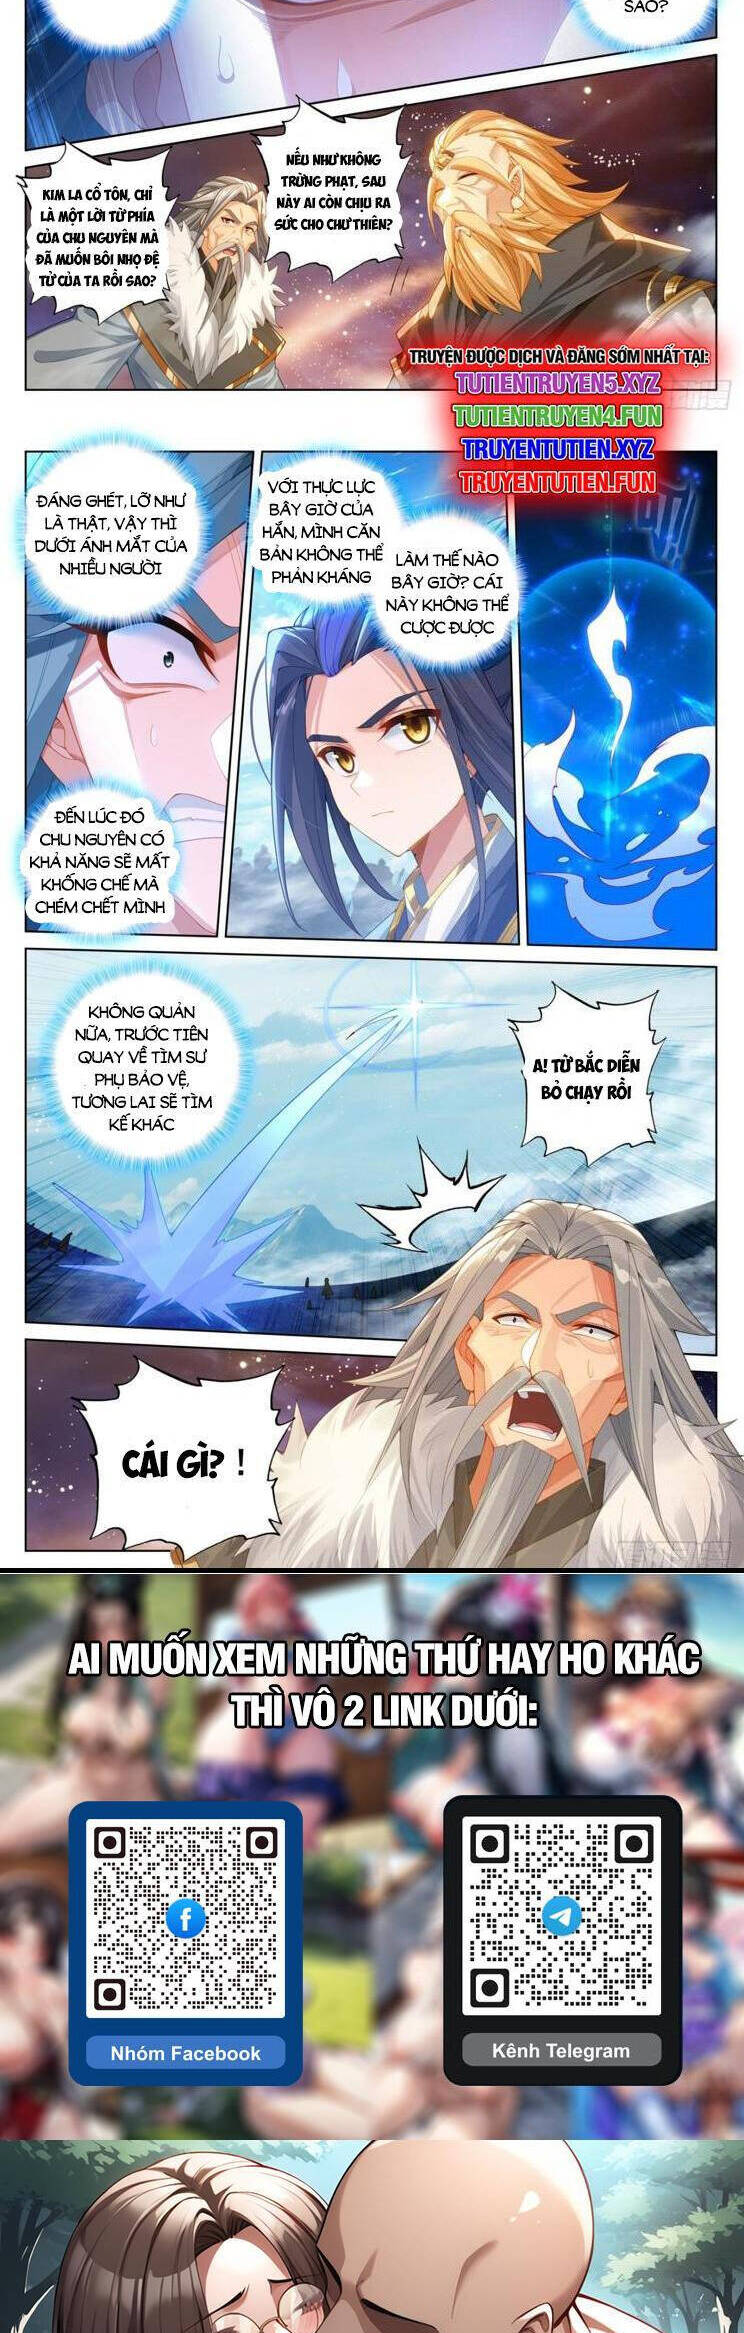 SAO?
NẾU NHƯ KHÔNG
TRỪNG PHẠT, SAU
NÀY AI CÒN CHỊU RA
SỨC CHO CHƯ THIÊN?
KIM LA CỔ TÔN, CHỈ
LÀ MỘT LỜI TỪ PHÍA
CỦA CHU NGUYÊN MÀ
ĐÃ MUỐN BÔI NHỌ ĐỆ
TỬ CỦA TA RỒI SAO?
TRUYỆN ĐƯỢC DỊCH VÀ ĐĂNG SỚM NHẤT TẠI:
TUTIENTRUYEN5.XYZ
TUTIENTRUYEN4.FUN
TRUYENTUTIEN.XYZ
TRUYENTUTIEN.FUN
ĐÁNG GHÉT, LỠ NHƯ
LÀ THẬT, VẬY THÌ
DƯỚI ÁNH MẮT CỦA
NHIỀU NGƯỜI
ĐẾN LÚC ĐÓ
CHU NGUYÊN CÓ
KHẢ NĂNG SẼ MẤT
KHỐNG CHẾ MÀ
CHÉM CHẾT MÌNH
VỚI THỰC LỰC
BÂY GIỜ CỦA
HẮN, MÌNH CĂN
BẢN KHÔNG THỂ
PHẢN KHÁNG
LÀM THẾ NÀO
BÂY GIỜ? CÁI
NÀY KHÔNG THỂ
CƯỢC ĐƯỢC
KHÔNG QUẢN
NỮA, TRƯỚC TIÊN
QUAY VỀ TÌM SƯ
PHỤ BẢO VỆ,
TƯƠNG LAI SẼ TÌM
KẾ KHÁC
A! TỪ BẮC DIỄN
BỎ CHẠY RỒI
CÁI GÌ? !
AI MUỐN XEM NHỮNG THỨ HAY HO KHÁC
THÌ VÔ 2 LINK DƯỚI:
Nhóm Facebook
Kênh Telegram